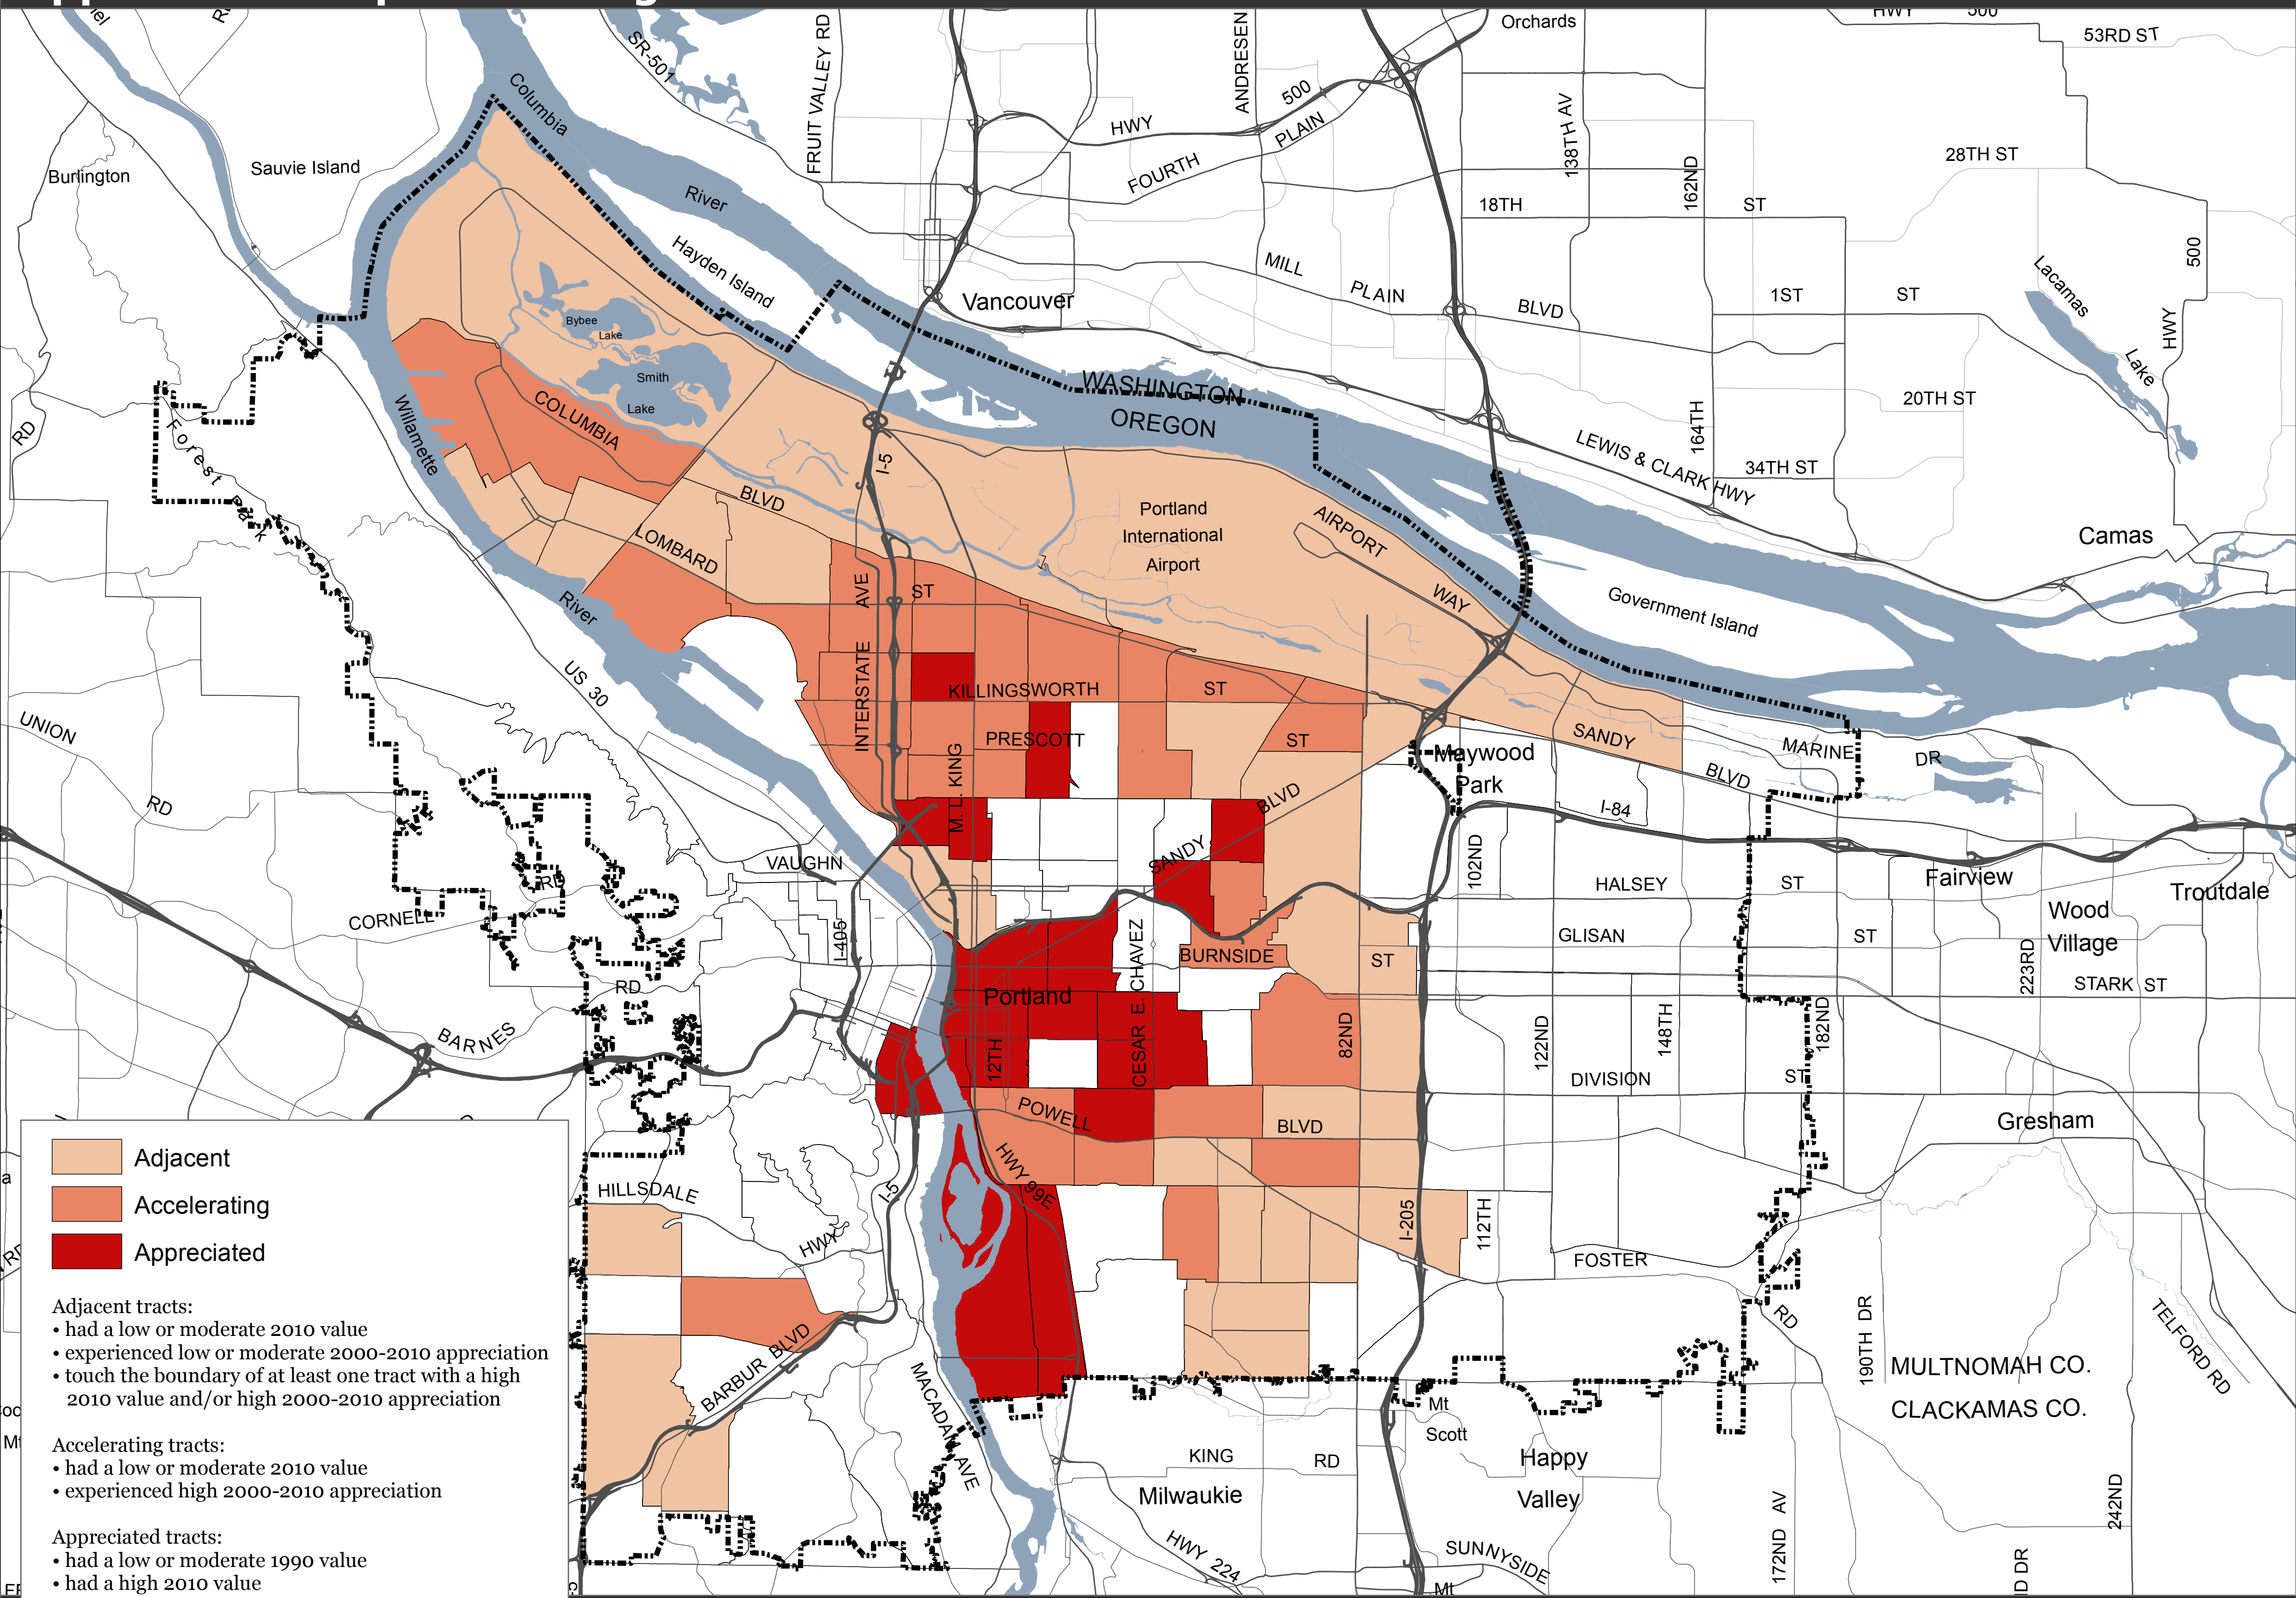 Orchards
HWY 500
53RD ST
SR-501
FRUIT VALLEY RD
ANDRESEN
500
HWY
PLAIN
FOURTH
138TH AV
162ND
28TH ST
18TH
ST
Columbia
River
Burlington
Sauvie Island
Hayden Island
Vancouver
MILL
PLAIN
BLVD
1ST
ST
500
HWY
Lacamas
Lake
Bybee
Lake
Smith
Lake
COLUMBIA
BLVD
Willamette
River
WASHINGTON
OREGON
20TH ST
164TH
LEWIS & CLARK HWY
34TH ST
RD
Forest Park
I-5
Portland
International
Airport
AIRPORT
WAY
Camas
LOMBARD
ST
INTERSTATE
AVE
Government Island
US 30
KILLINGSWORTH
ST
PRESCOTT
ST
M. L. KING
SANDY
BLVD
MARINE
DR
Maywood
Park
SANDY
BLVD
I-84
UNION
RD
VAUGHN
RD
CORNELL
I-405
102ND
HALSEY
ST
Fairview
Troutdale
GLISAN
ST
Wood
Village
BURNSIDE
ST
223RD
STARK ST
RD
BARNES
Portland
12TH
CESAR E. CHAVEZ
82ND
122ND
148TH
182ND
DIVISION
ST
POWELL
BLVD
Gresham
HWY 99E
HILLSDALE
HWY
I-5
I-205
112TH
FOSTER
RD
190TH DR
TELFORD RD
BARBUR BLVD
MACADAM AVE
MULTNOMAH CO.
CLACKAMAS CO.
Mt
Scott
KING
RD
Happy
Valley
Milwaukie
HWY 224
SUNNYSIDE
Mt
172ND AV
242ND
ND DR
RD
Adjacent
Accelerating
Appreciated
Adjacent tracts:
• had a low or moderate 2010 value
• experienced low or moderate 2000-2010 appreciation
• touch the boundary of at least one tract with a high
2010 value and/or high 2000-2010 appreciation
Accelerating tracts:
• had a low or moderate 2010 value
• experienced high 2000-2010 appreciation
Appreciated tracts:
• had a low or moderate 1990 value
• had a high 2010 value